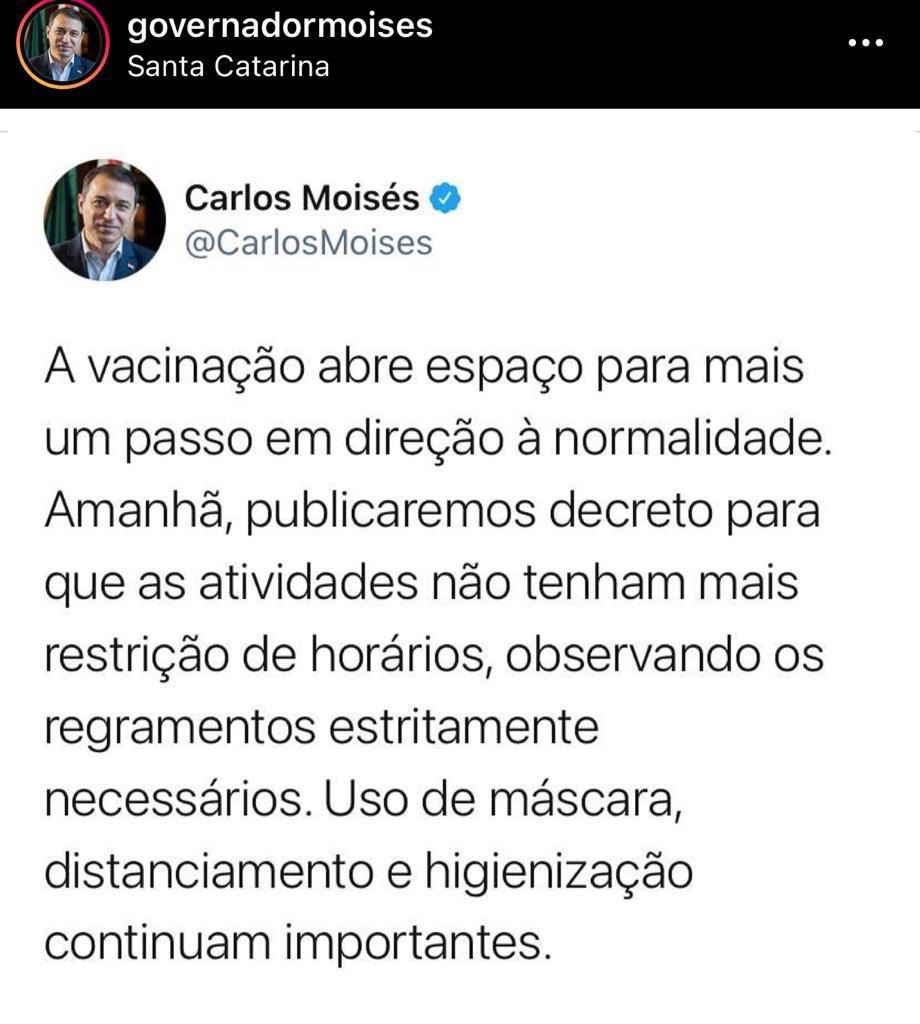 governadormoises
Santa Catarina
Carlos Moisés
@CarlosMoises
A vacinação abre espaço para mais
um passo em direção à normalidade.
Amanhã, publicaremos decreto para
que as atividades não tenham mais
restrição de horários, observando os
regramentos estritamente
necessários. Uso de máscara,
distanciamento e higienização
continuam importantes.